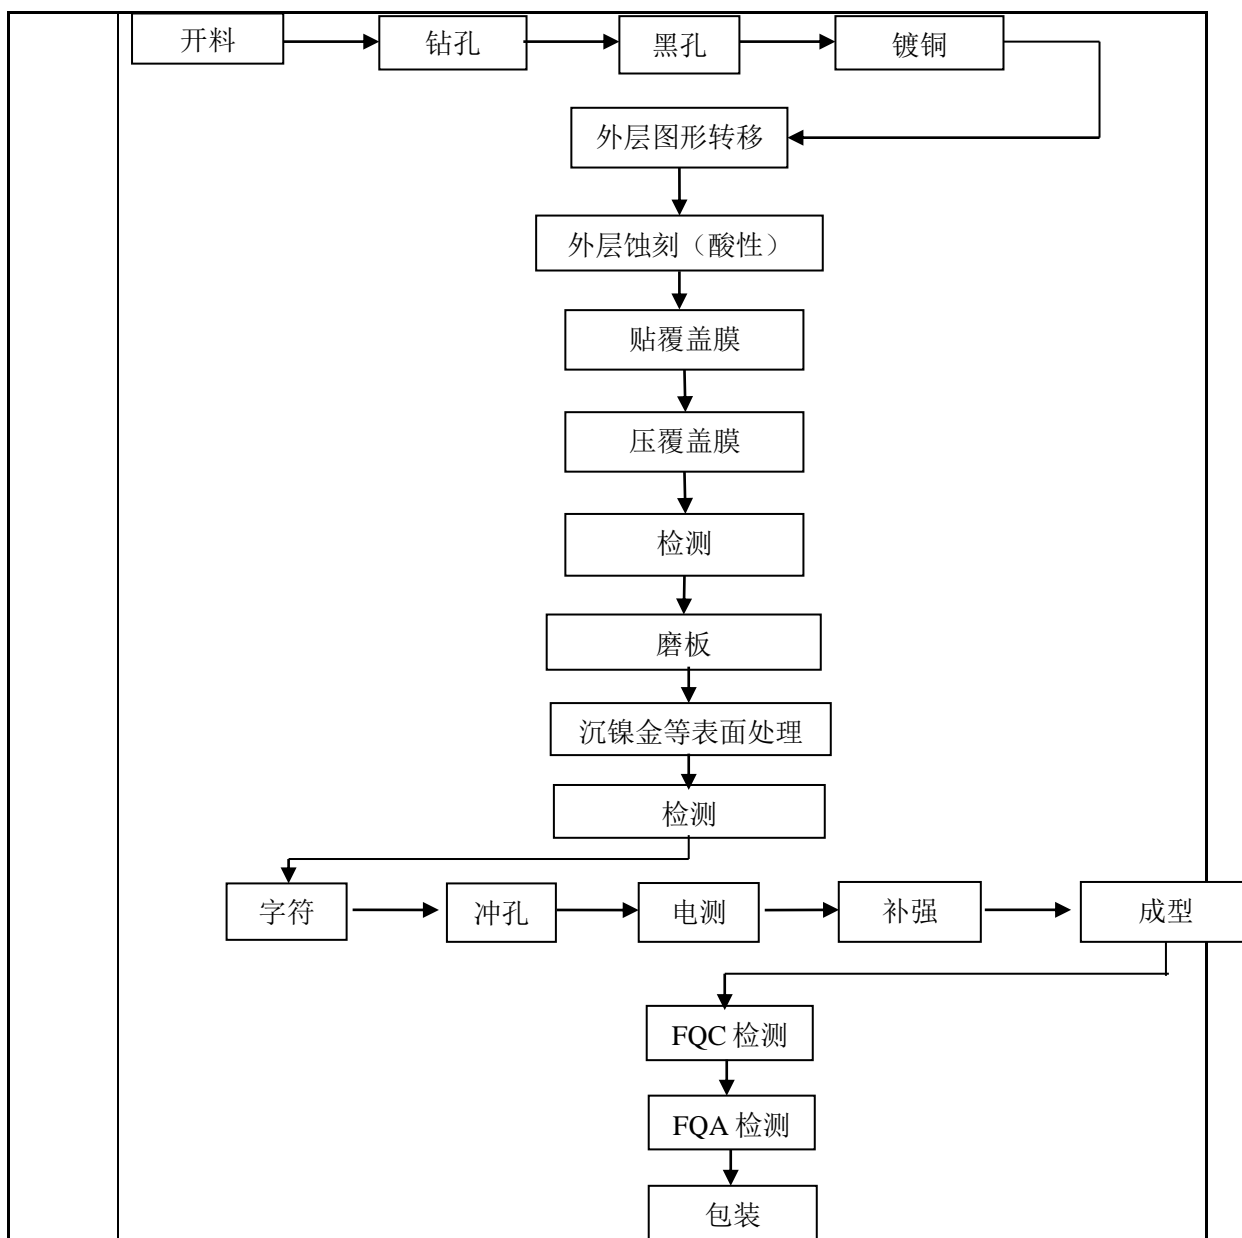 开料
钻孔
黑孔
镀铜
外层图形转移
外层蚀刻（酸性）
贴覆盖膜
压覆盖膜
检测
磨板
沉镍金等表面处理
检测
字符
冲孔
电测
补强
成型
FQC 检测
FQA 检测
包装